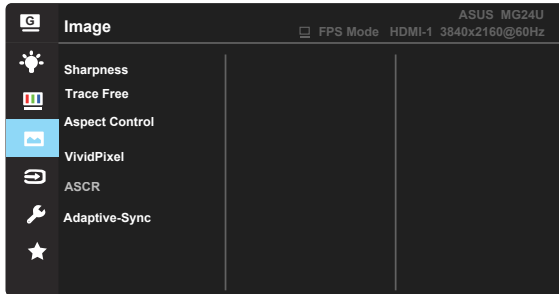 G
Image
ASUS MG24U
FPS Mode HDMI-1 3840x2160@60Hz
Sharpness
Trace Free
Aspect Control
VividPixel
ASCR
Adaptive-Sync